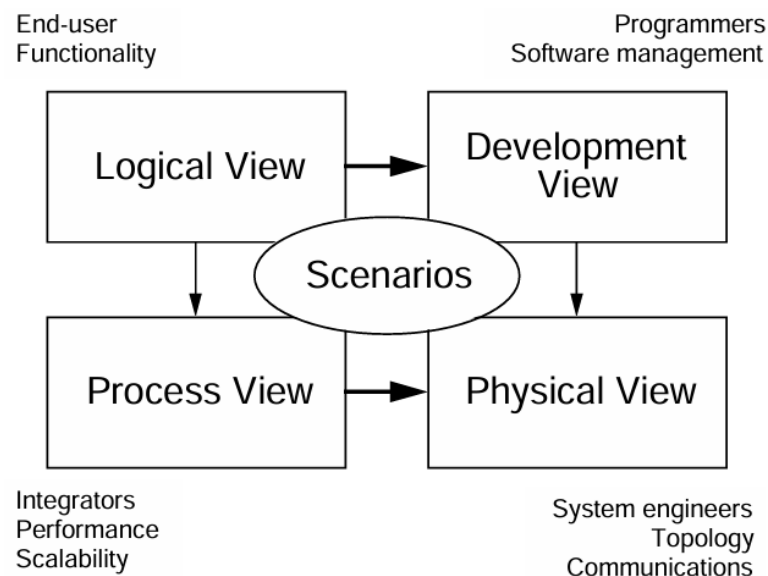 End-user
Functionality
Programmers
Software management
Logical View
Development
View
Scenarios
Process View
Physical View
Integrators
Performance
Scalability
System engineers
Topology
Communications